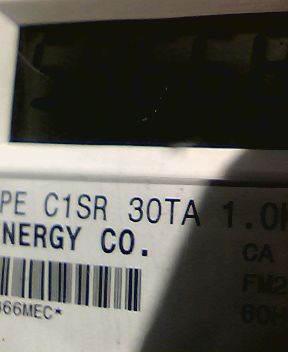 PE C1SR 30TA 1.0
NERGY CO.
CA
FM2
60H
366MEC*